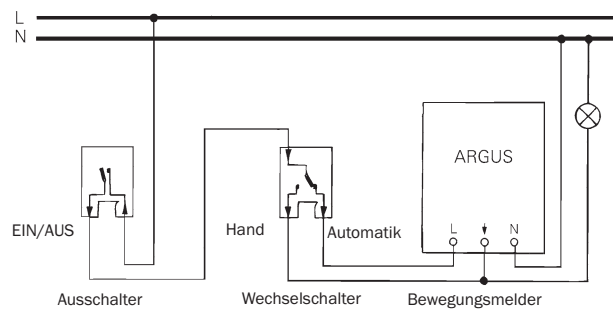 L
N
ARGUS
L N
EIN/AUS
Hand
Automatik
Ausschalter
Wechselschalter
Bewegungsmelder